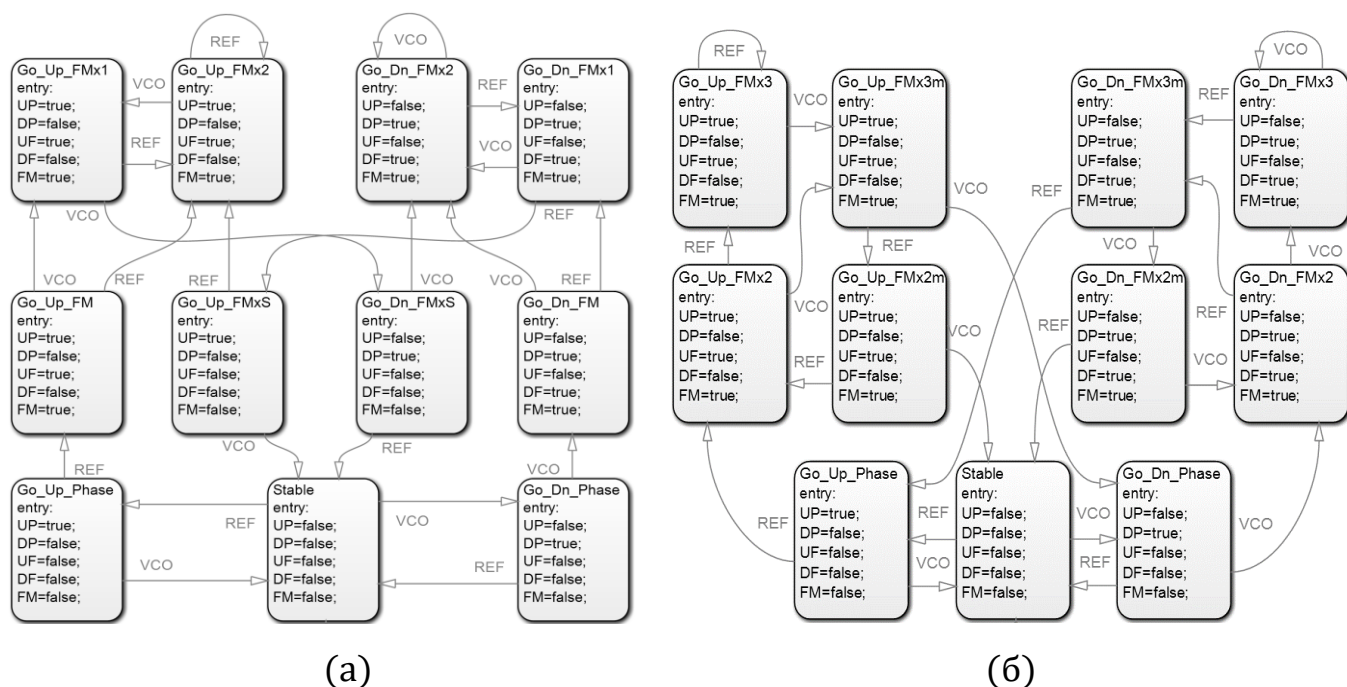 REF
VCO
Go_Up_FMx1
entry:
UP=true;
DP=false;
UF=true;
DF=false;
FM=true;
VCO
REF
Go_Up_FMx2
entry:
UP=true;
DP=false;
UF=true;
DF=false;
FM=true;
Go_Dn_FMx2
entry:
UP=false;
DP=true;
UF=false;
DF=true;
FM=true;
REF
VCO
Go_Dn_FMx1
entry:
UP=false;
DP=true;
UF=false;
DF=true;
FM=true;
VCO
REF
VCO
REF
REF
VCO
VCO
REF
Go_Up_FM
entry:
UP=true;
DP=false;
UF=true;
DF=false;
FM=true;
Go_Up_FMxS
entry:
UP=true;
DP=false;
UF=false;
DF=false;
FM=false;
Go_Dn_FMxS
entry:
UP=false;
DP=true;
UF=false;
DF=false;
FM=false;
Go_Dn_FM
entry:
UP=false;
DP=true;
UF=false;
DF=true;
FM=true;
REF
VCO
REF
VCO
Go_Up_Phase
entry:
UP=true;
DP=false;
UF=false;
DF=false;
FM=false;
REF
VCO
Stable
entry:
UP=false;
DP=false;
UF=false;
DF=false;
FM=false;
VCO
REF
Go_Dn_Phase
entry:
UP=false;
DP=true;
UF=false;
DF=false;
FM=false;
(а)
REF
VCO
Go_Up_FMx3
entry:
UP=true;
DP=false;
UF=true;
DF=false;
FM=true;
VCO
Go_Up_FMx3m
entry:
UP=true;
DP=false;
UF=true;
DF=false;
FM=true;
Go_Dn_FMx3m
entry:
UP=false;
DP=true;
UF=false;
DF=true;
FM=true;
REF
Go_Dn_FMx3
entry:
UP=false;
DP=true;
UF=false;
DF=true;
FM=true;
VCO
REF
REF
REF
VCO
VCO
Go_Up_FMx2
entry:
UP=true;
DP=false;
UF=true;
DF=false;
FM=true;
VCO
REF
Go_Up_FMx2m
entry:
UP=true;
DP=false;
UF=true;
DF=false;
FM=true;
VCO
REF
Go_Dn_FMx2m
entry:
UP=false;
DP=true;
UF=false;
DF=true;
FM=true;
REF
VCO
Go_Dn_FMx2
entry:
UP=false;
DP=true;
UF=false;
DF=true;
FM=true;
REF
Go_Up_Phase
entry:
UP=true;
DP=false;
UF=false;
DF=false;
FM=false;
REF
VCO
Stable
entry:
UP=false;
DP=false;
UF=false;
DF=false;
FM=false;
VCO
REF
Go_Dn_Phase
entry:
UP=false;
DP=true;
UF=false;
DF=false;
FM=false;
VCO
(б)